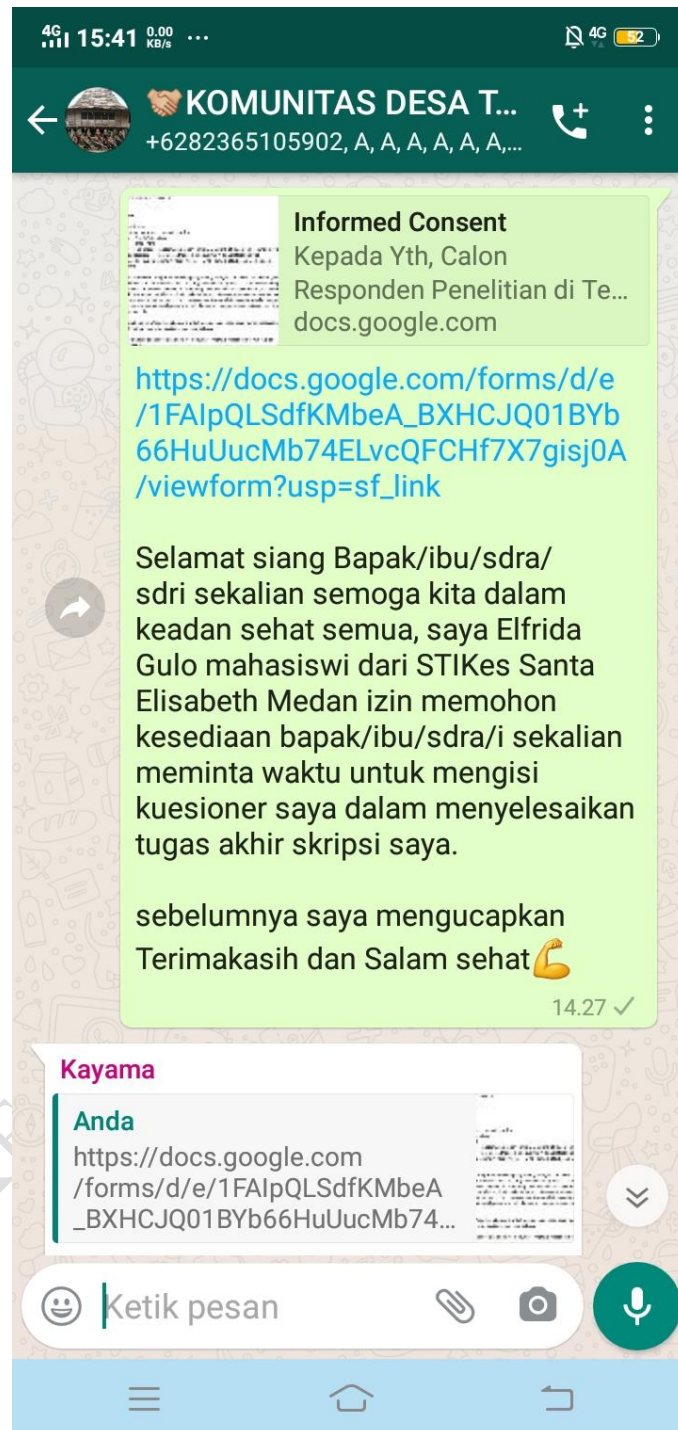 4G 15:41 0.00 KB/s ...
4G 52
🤝KOMUNITAS DESA T...
+6282365105902, A, A, A, A, A, A,...
Informed Consent
Kepada Yth, Calon
Responden Penelitian di Te...
docs.google.com
https://docs.google.com/forms/d/e
/1FAIpQLSdfKMbeA_BXHCJQ01BYb
66HuUucMb74ELvcQFCHf7X7gisj0A
/viewform?usp=sf_link
Selamat siang Bapak/ibu/sdra/
sdri sekalian semoga kita dalam
keadan sehat semua, saya Elfrida
Gulo mahasiswi dari STIKes Santa
Elisabeth Medan izin memohon
kesediaan bapak/ibu/sdra/i sekalian
meminta waktu untuk mengisi
kuesioner saya dalam menyelesaikan
tugas akhir skripsi saya.
sebelumnya saya mengucapkan
Terimakasih dan Salam sehat💪
14.27
Kayama
Anda
https://docs.google.com
/forms/d/e/1FAIpQLSdfKMbeA
_BXHCJQ01BYb66HuUucMb74...
Ketik pesan